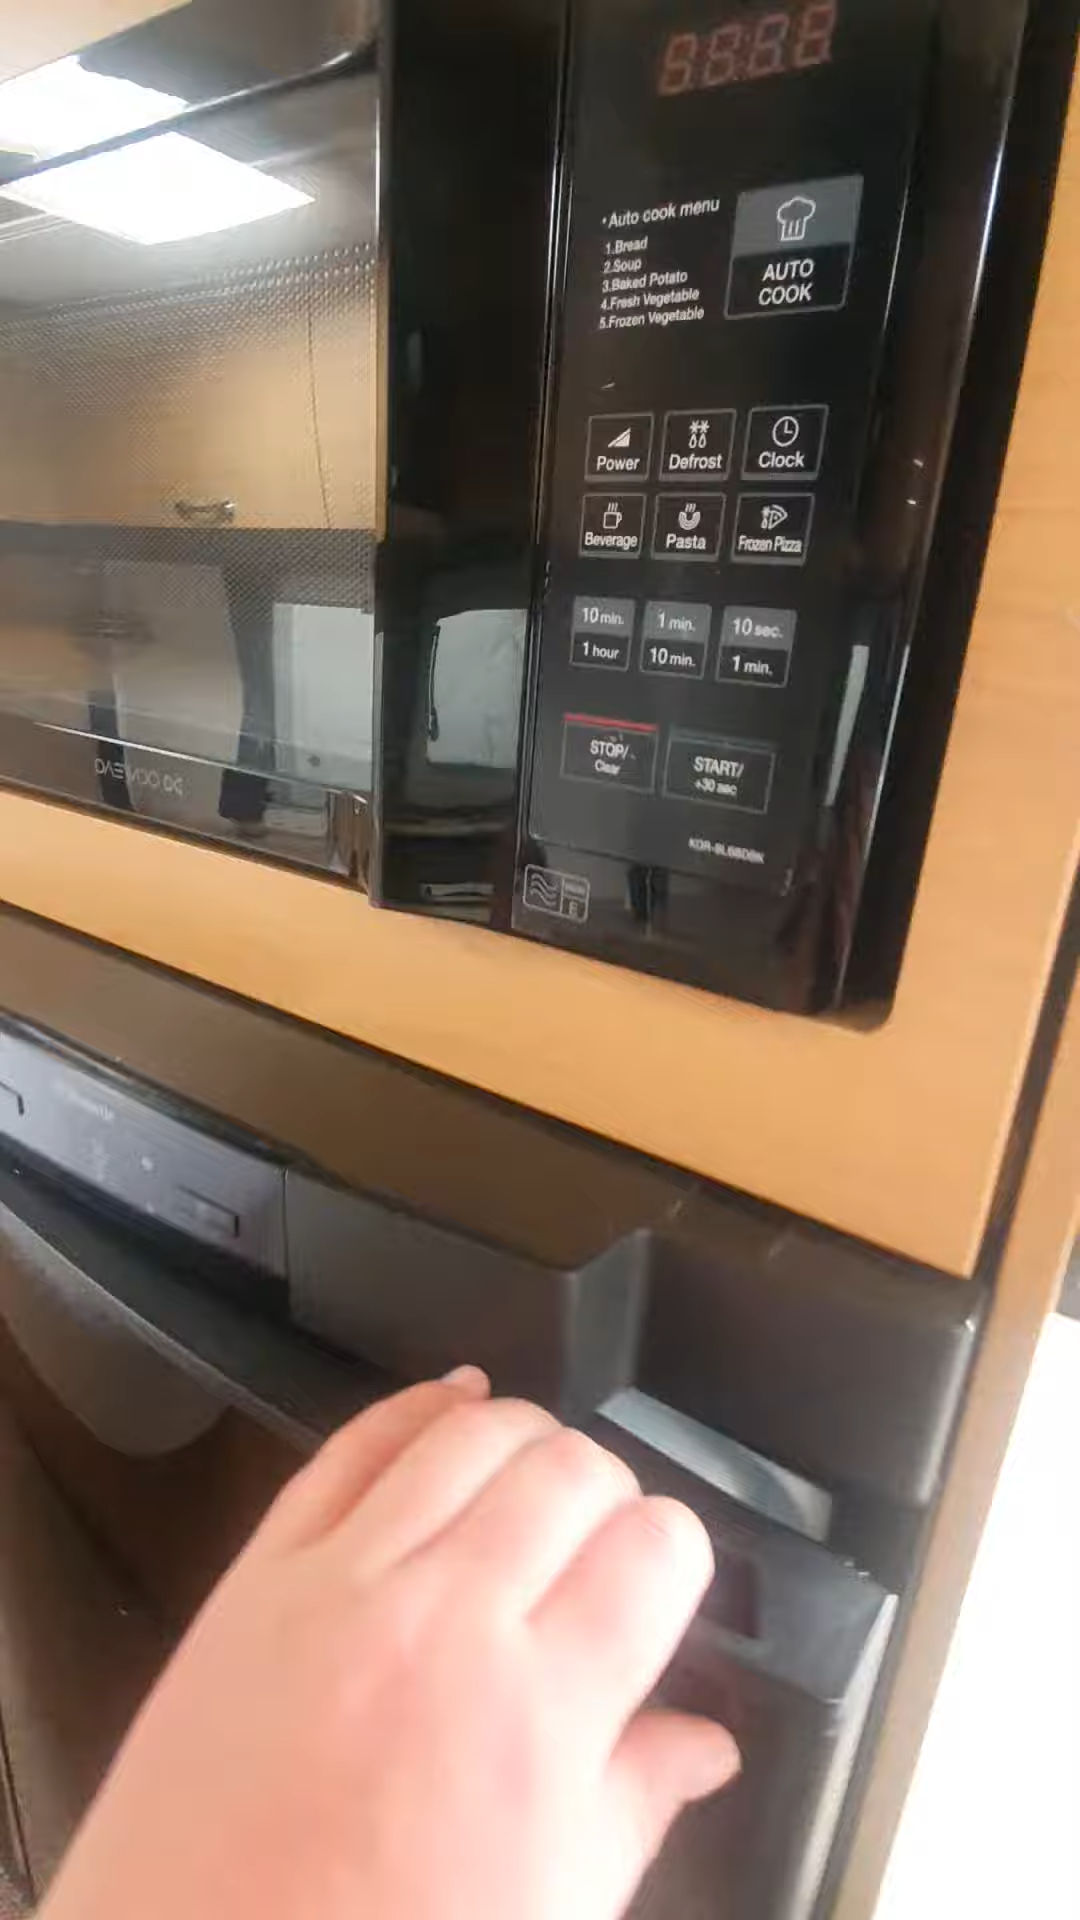 • Auto cook menu
1.Bread
2.Soup
3.Baked Potato
4.Fresh Vegetable
5.Frozen Vegetable
AUTO
COOK
Power
Defrost
Clock
Beverage
Pasta
Frozen Pizza
10 min.
1 min.
10 sec.
1 hour
10 min.
1 min.
STOP/
Clear
START/
+30 sec
DAEWOO
E